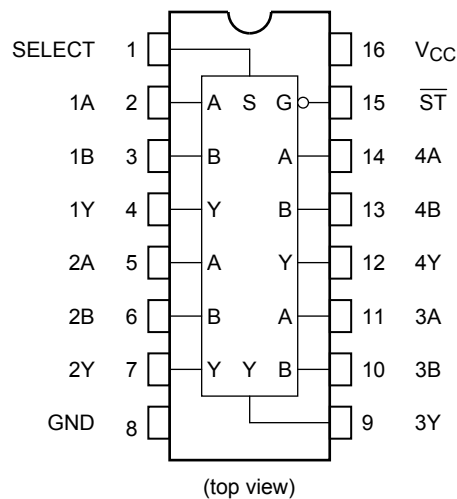 SELECT 1 16 VCC
1A 2 A S G 15 ST
1B 3 B A 14 4A
1Y 4 Y B 13 4B
2A 5 A Y 12 4Y
2B 6 B A 11 3A
2Y 7 Y Y B 10 3B
GND 8 9 3Y
(top view)